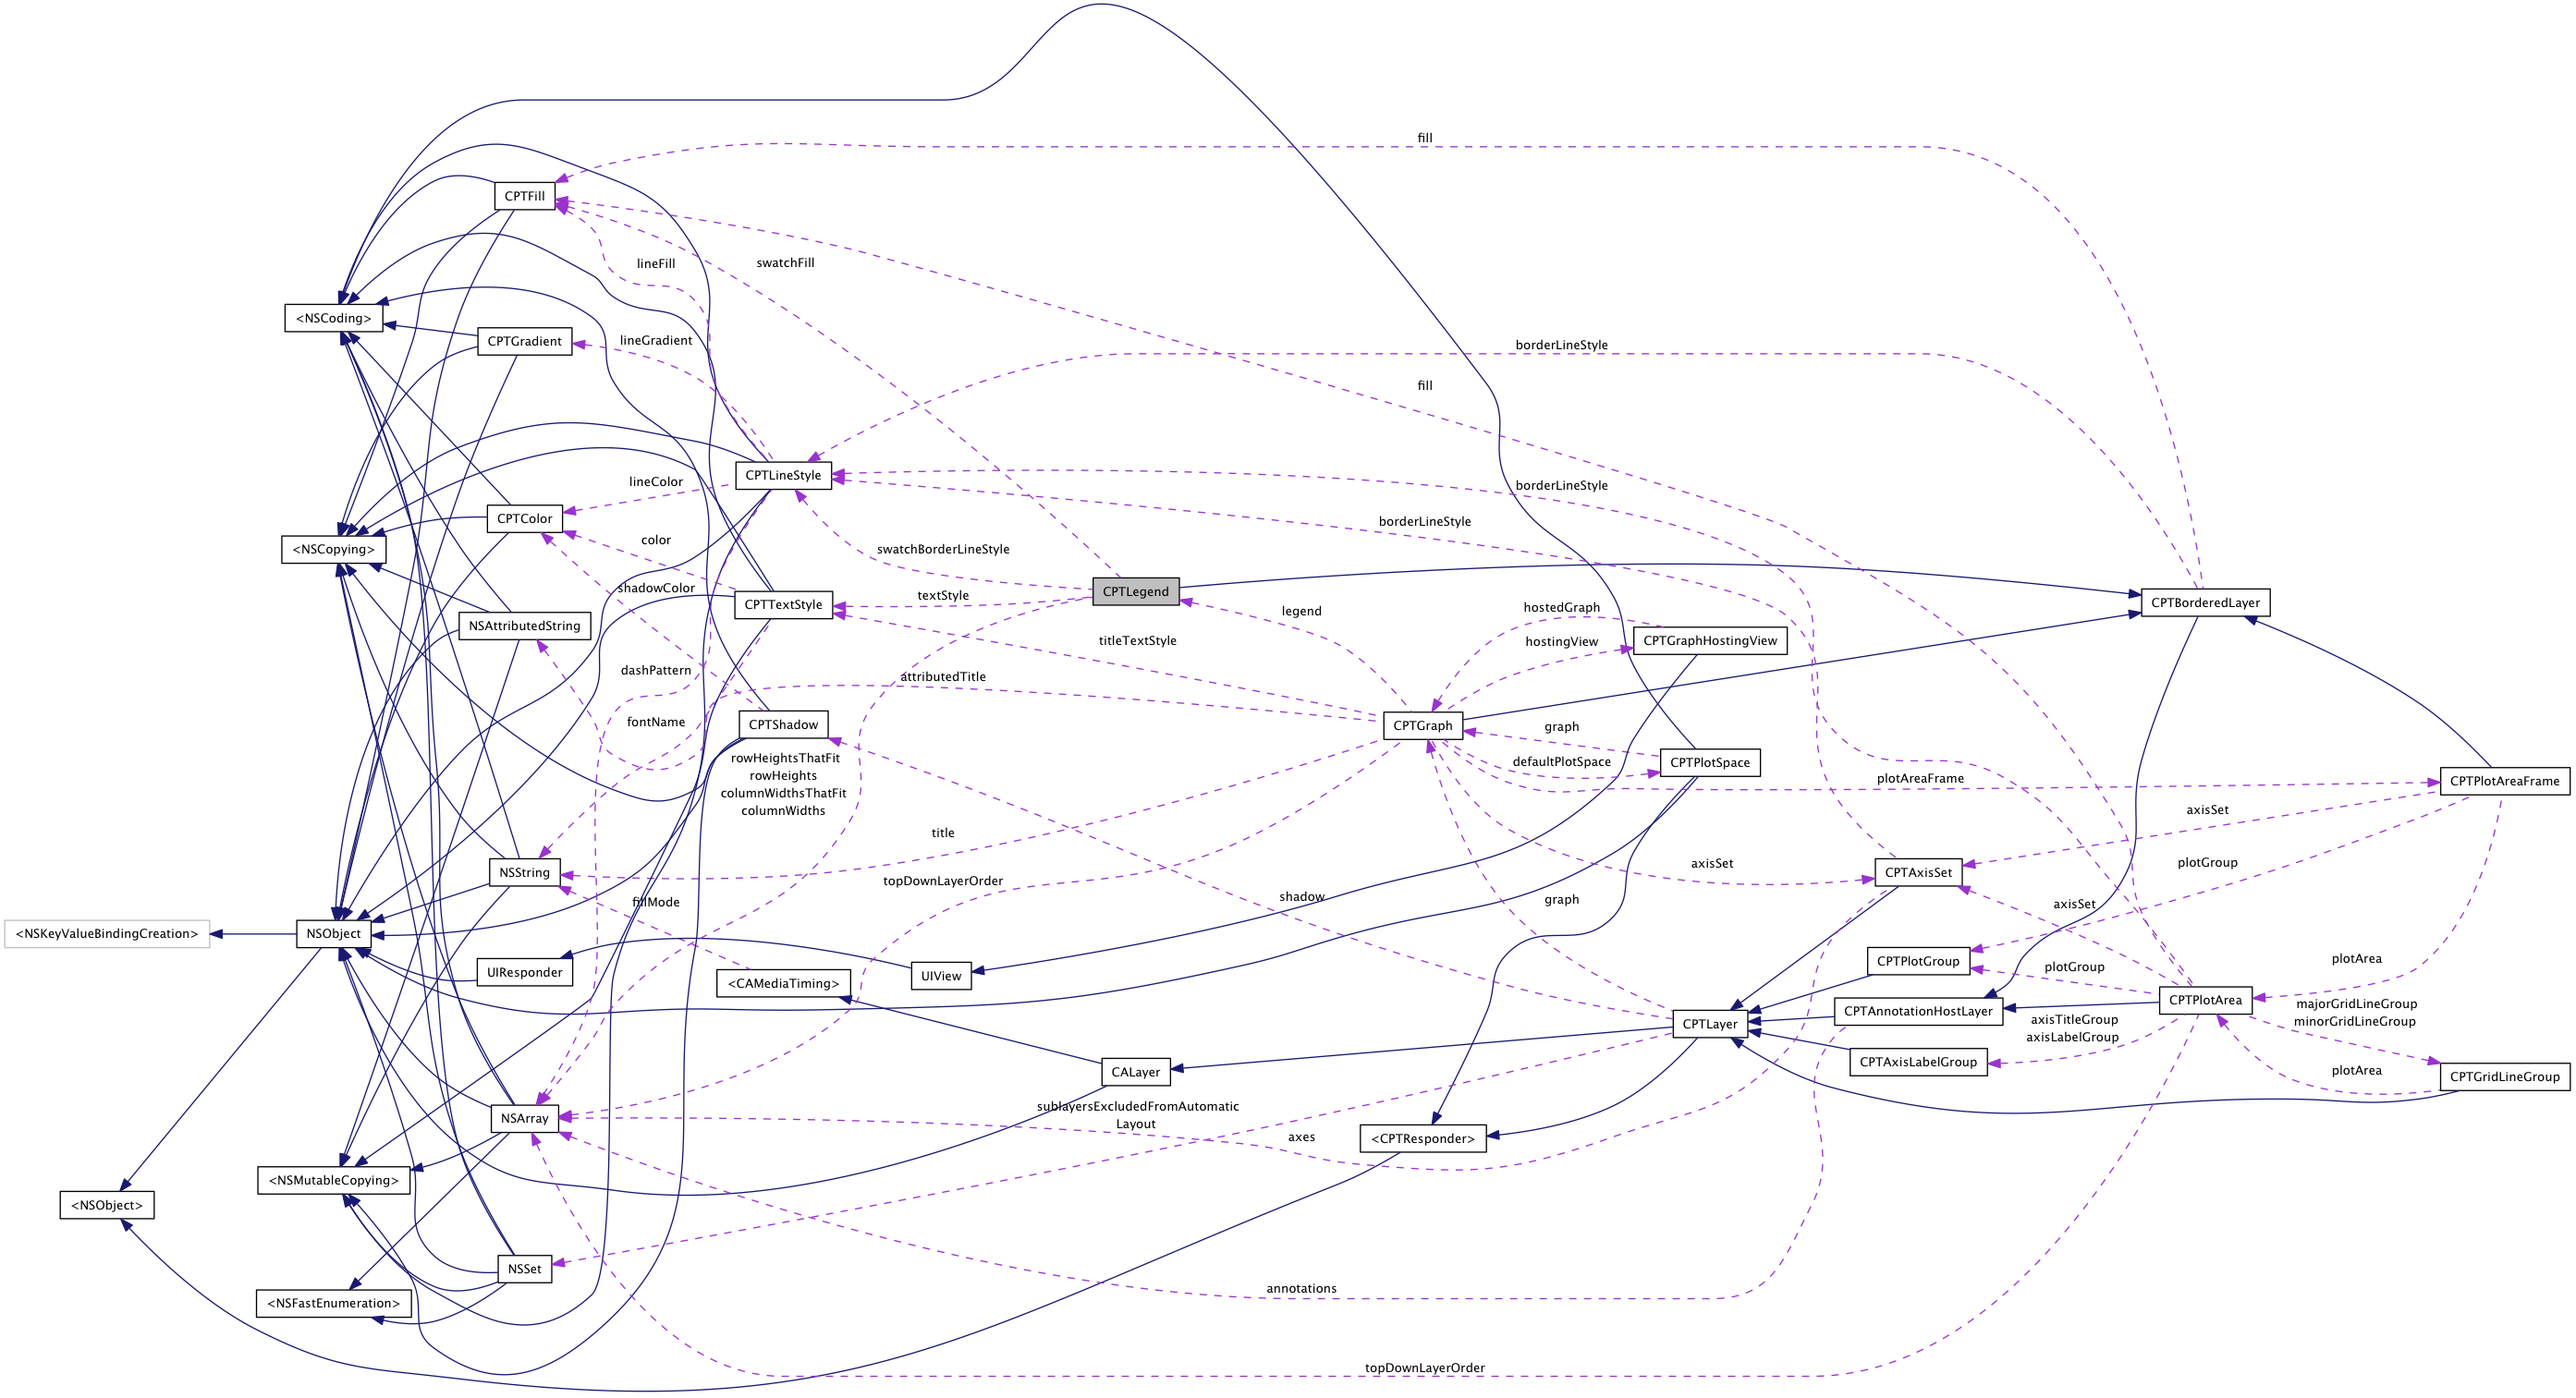 fill
CPTFill
lineFill
swatchFill
<NSCoding>
CPTGradient
lineGradient
borderLineStyle
fill
CPTLineStyle
lineColor
borderLineStyle
CPTColor
borderLineStyle
<NSCopying>
color
swatchBorderLineStyle
shadowColor
CPTLegend
textStyle
CPTTextStyle
CPTBorderedLayer
legend
hostedGraph
NSAttributedString
titleTextStyle
hostingView
CPTGraphHostingView
dashPattern
attributedTitle
fontName
CPTShadow
CPTGraph
graph
rowHeightsThatFit
rowHeights
columnWidthsThatFit
columnWidths
defaultPlotSpace
CPTPlotSpace
plotAreaFrame
CPTPlotAreaFrame
axisSet
title
axisSet
plotGroup
NSString
topDownLayerOrder
CPTAxisSet
fillMode
shadow
graph
axisSet
<NSKeyValueBindingCreation>
NSObject
UIResponder
UIView
<CAMediaTiming>
CPTPlotGroup
plotGroup
plotArea
CPTPlotArea
CPTAnnotationHostLayer
majorGridLineGroup
minorGridLineGroup
CPTLayer
axisTitleGroup
axisLabelGroup
CPTAxisLabelGroup
CALayer
plotArea
CPTGridLineGroup
NSArray
sublayersExcludedFromAutomatic
Layout
axes
<CPTResponder>
<NSMutableCopying>
<NSObject>
NSSet
annotations
<NSFastEnumeration>
topDownLayerOrder